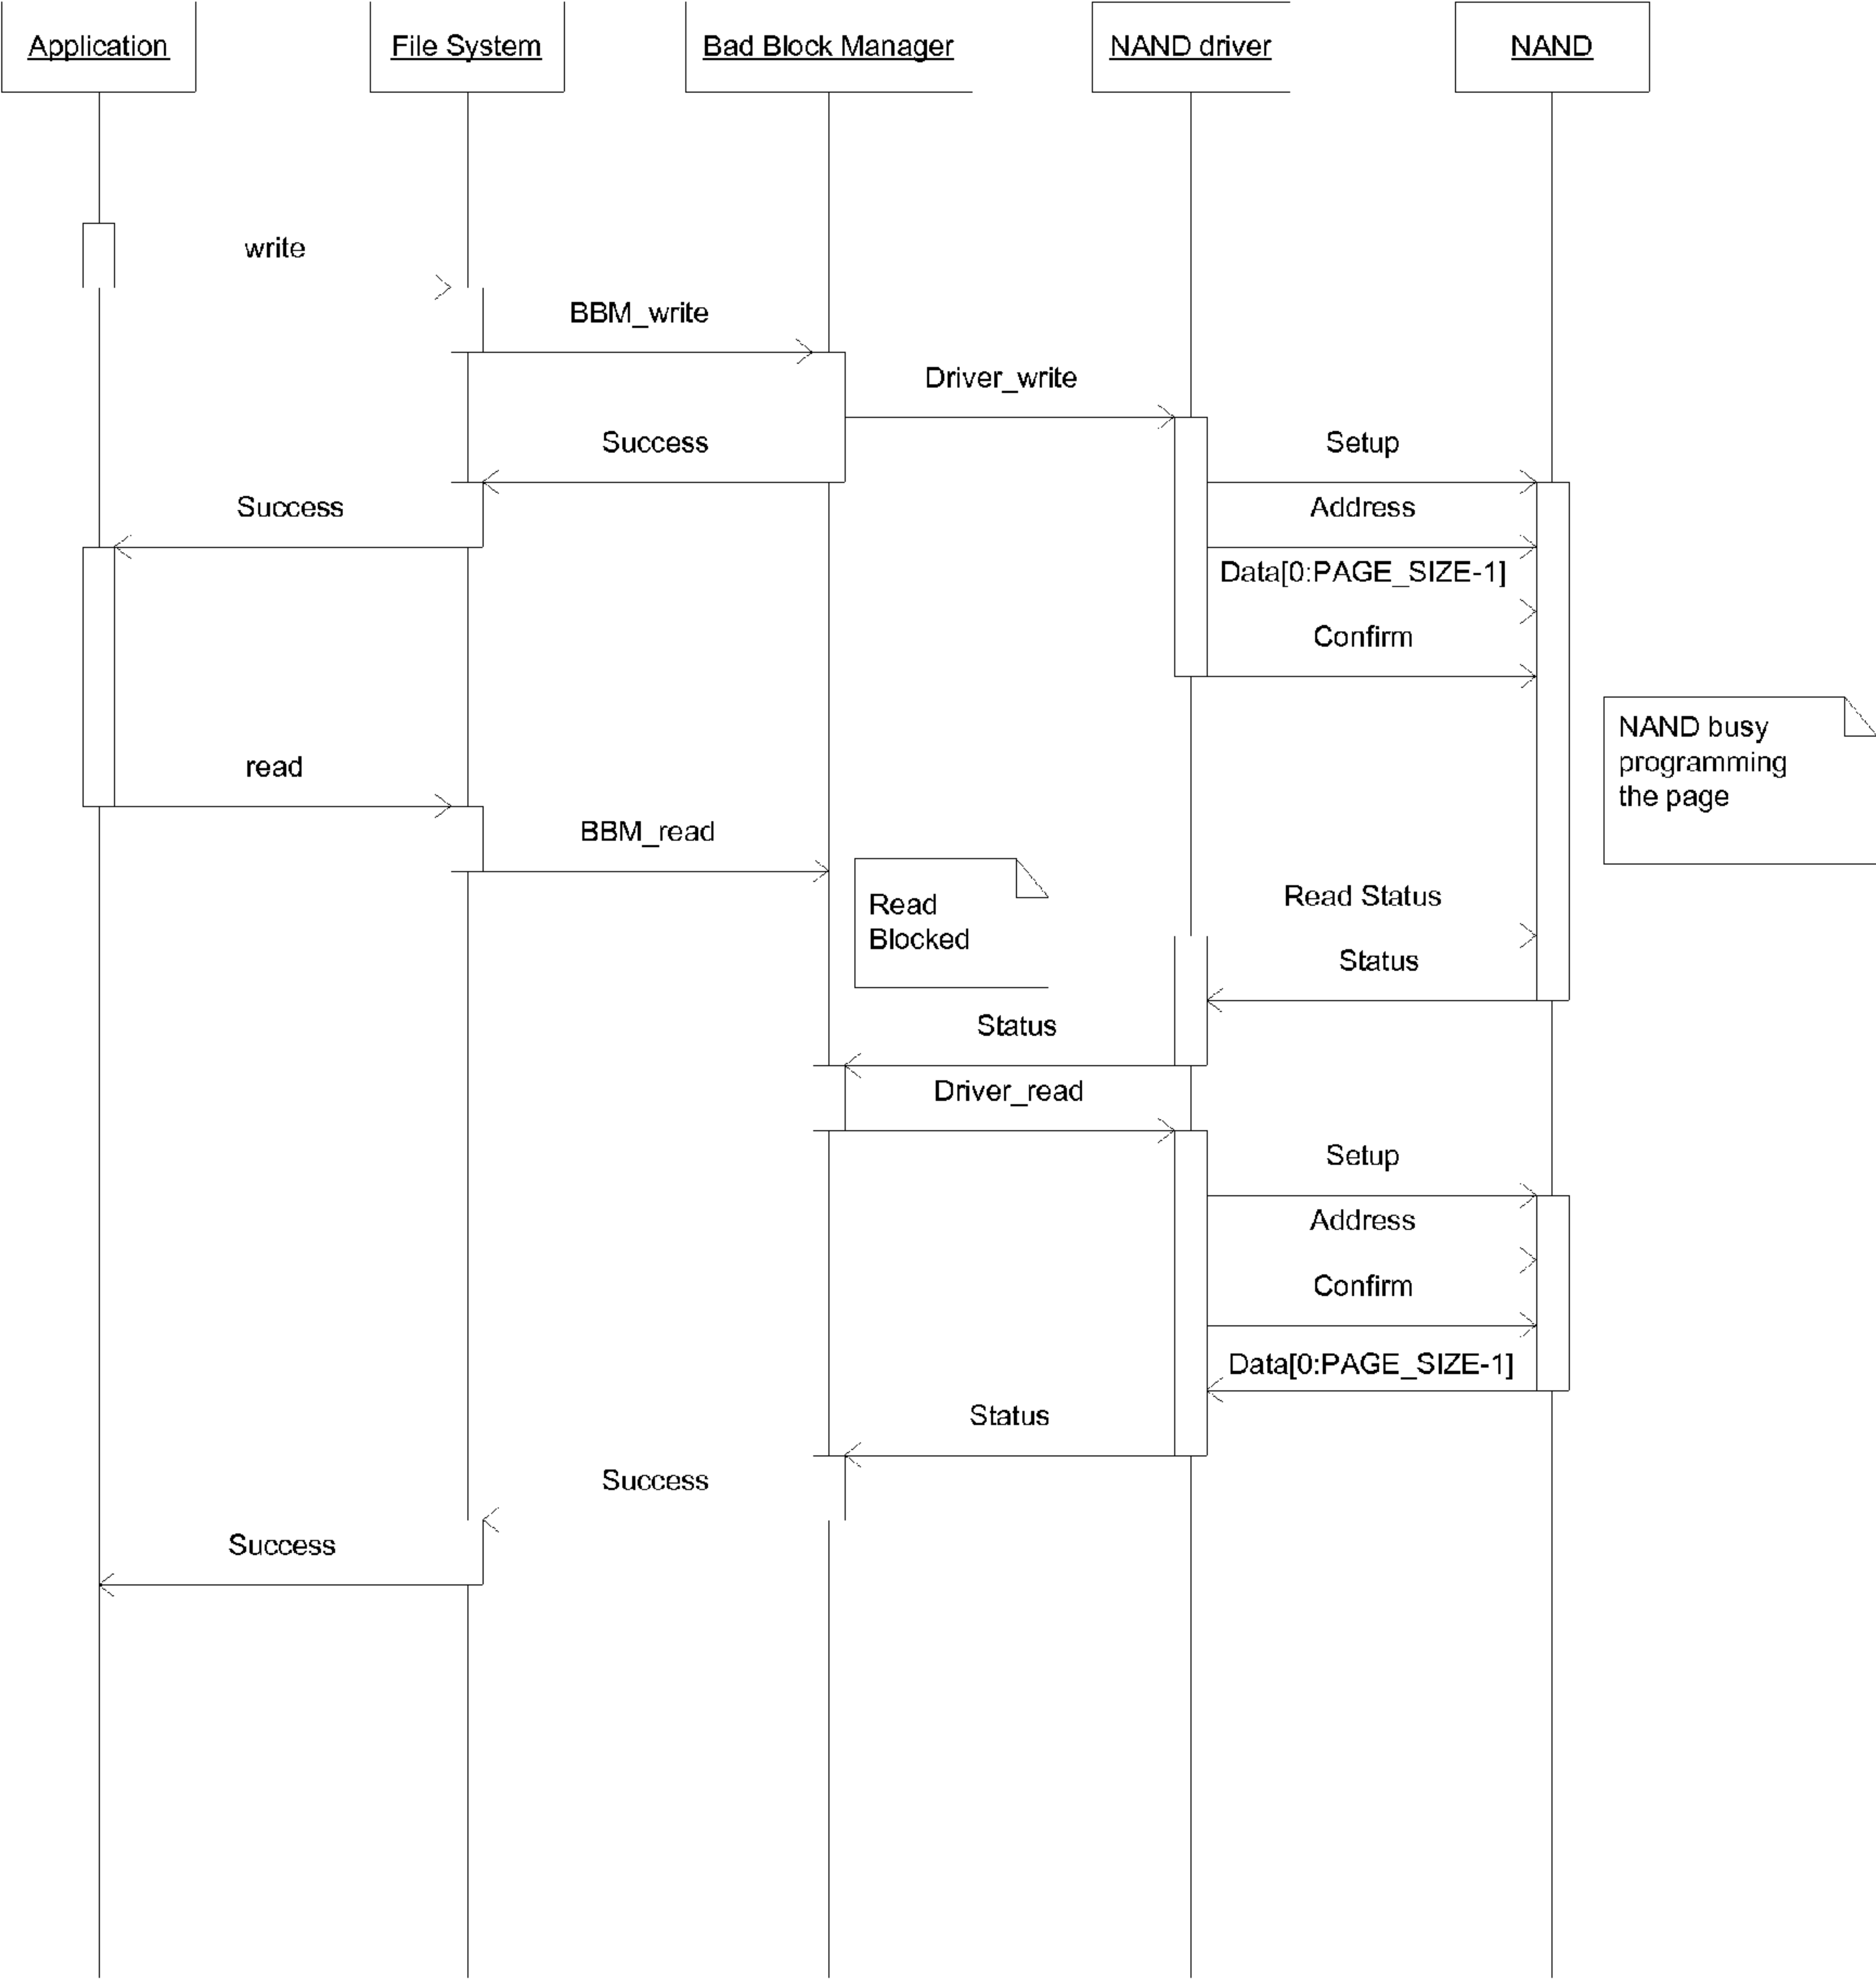 Application
File System
Bad Block Manager
NAND driver
NAND
write
BBM_write
Driver_write
Success
Setup
Success
Address
Data[0:PAGE_SIZE-1]
Confirm
NAND busy
programming
the page
read
BBM_read
Read
Blocked
Read Status
Status
Status
Driver_read
Setup
Address
Confirm
Data[0:PAGE_SIZE-1]
Status
Success
Success